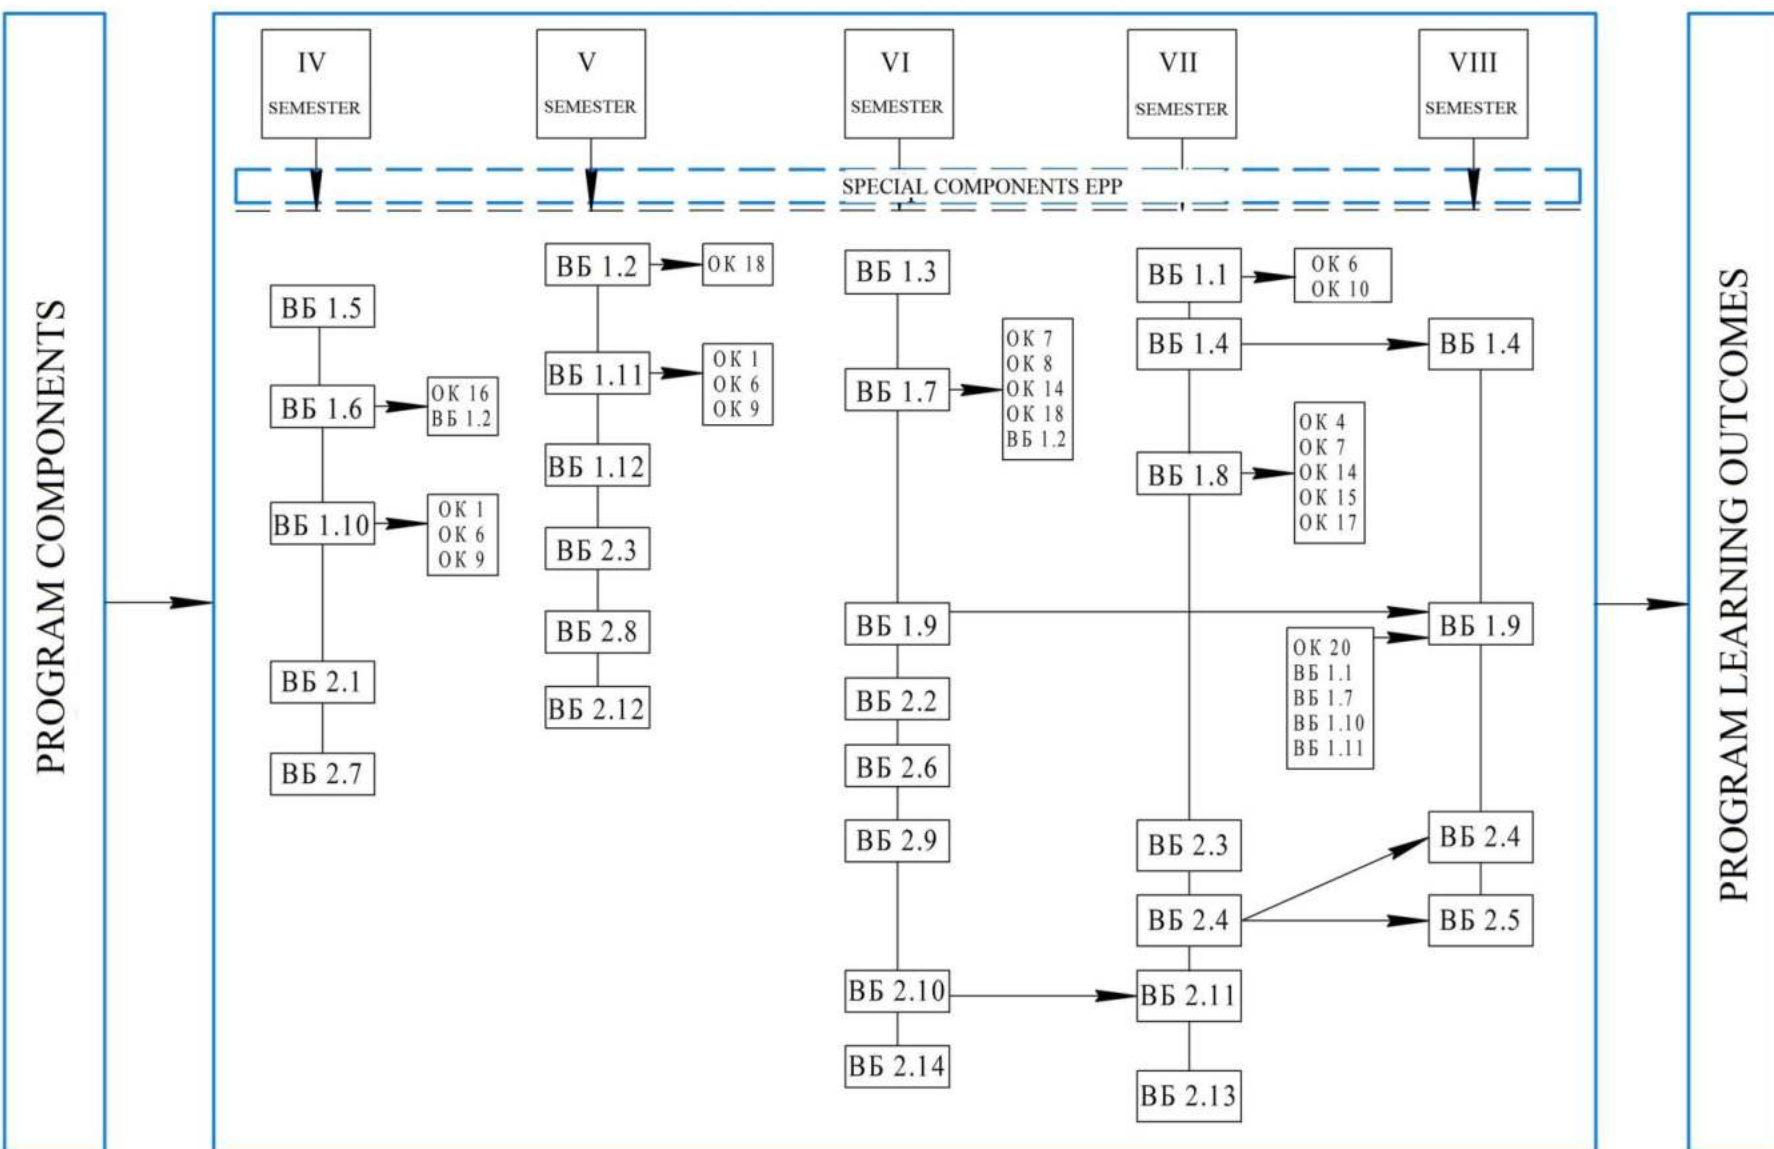 PROGRAM COMPONENTS
IV
SEMESTER
V
SEMESTER
VI
SEMESTER
VII
SEMESTER
VIII
SEMESTER
SPECIAL COMPONENTS EPP
ВБ 1.5
ВБ 1.6
ОК 16
ВБ 1.2
ВБ 1.10
ОК 1
ОК 6
ОК 9
ВБ 2.1
ВБ 2.7
ВБ 1.2
ОК 18
ВБ 1.11
ОК 1
ОК 6
ОК 9
ВБ 1.12
ВБ 2.3
ВБ 2.8
ВБ 2.12
ВБ 1.3
ВБ 1.7
ОК 7
ОК 8
ОК 14
ОК 18
ВБ 1.2
ВБ 1.9
ВБ 2.2
ВБ 2.6
ВБ 2.9
ВБ 2.10
ВБ 2.14
ВБ 1.1
ОК 6
ОК 10
ВБ 1.4
ВБ 1.8
ОК 4
ОК 7
ОК 14
ОК 15
ОК 17
ВБ 2.3
ВБ 2.4
ВБ 2.11
ВБ 2.13
ВБ 1.4
ВБ 1.9
ОК 20
ВБ 1.1
ВБ 1.7
ВБ 1.10
ВБ 1.11
ВБ 2.4
ВБ 2.5
PROGRAM LEARNING OUTCOMES